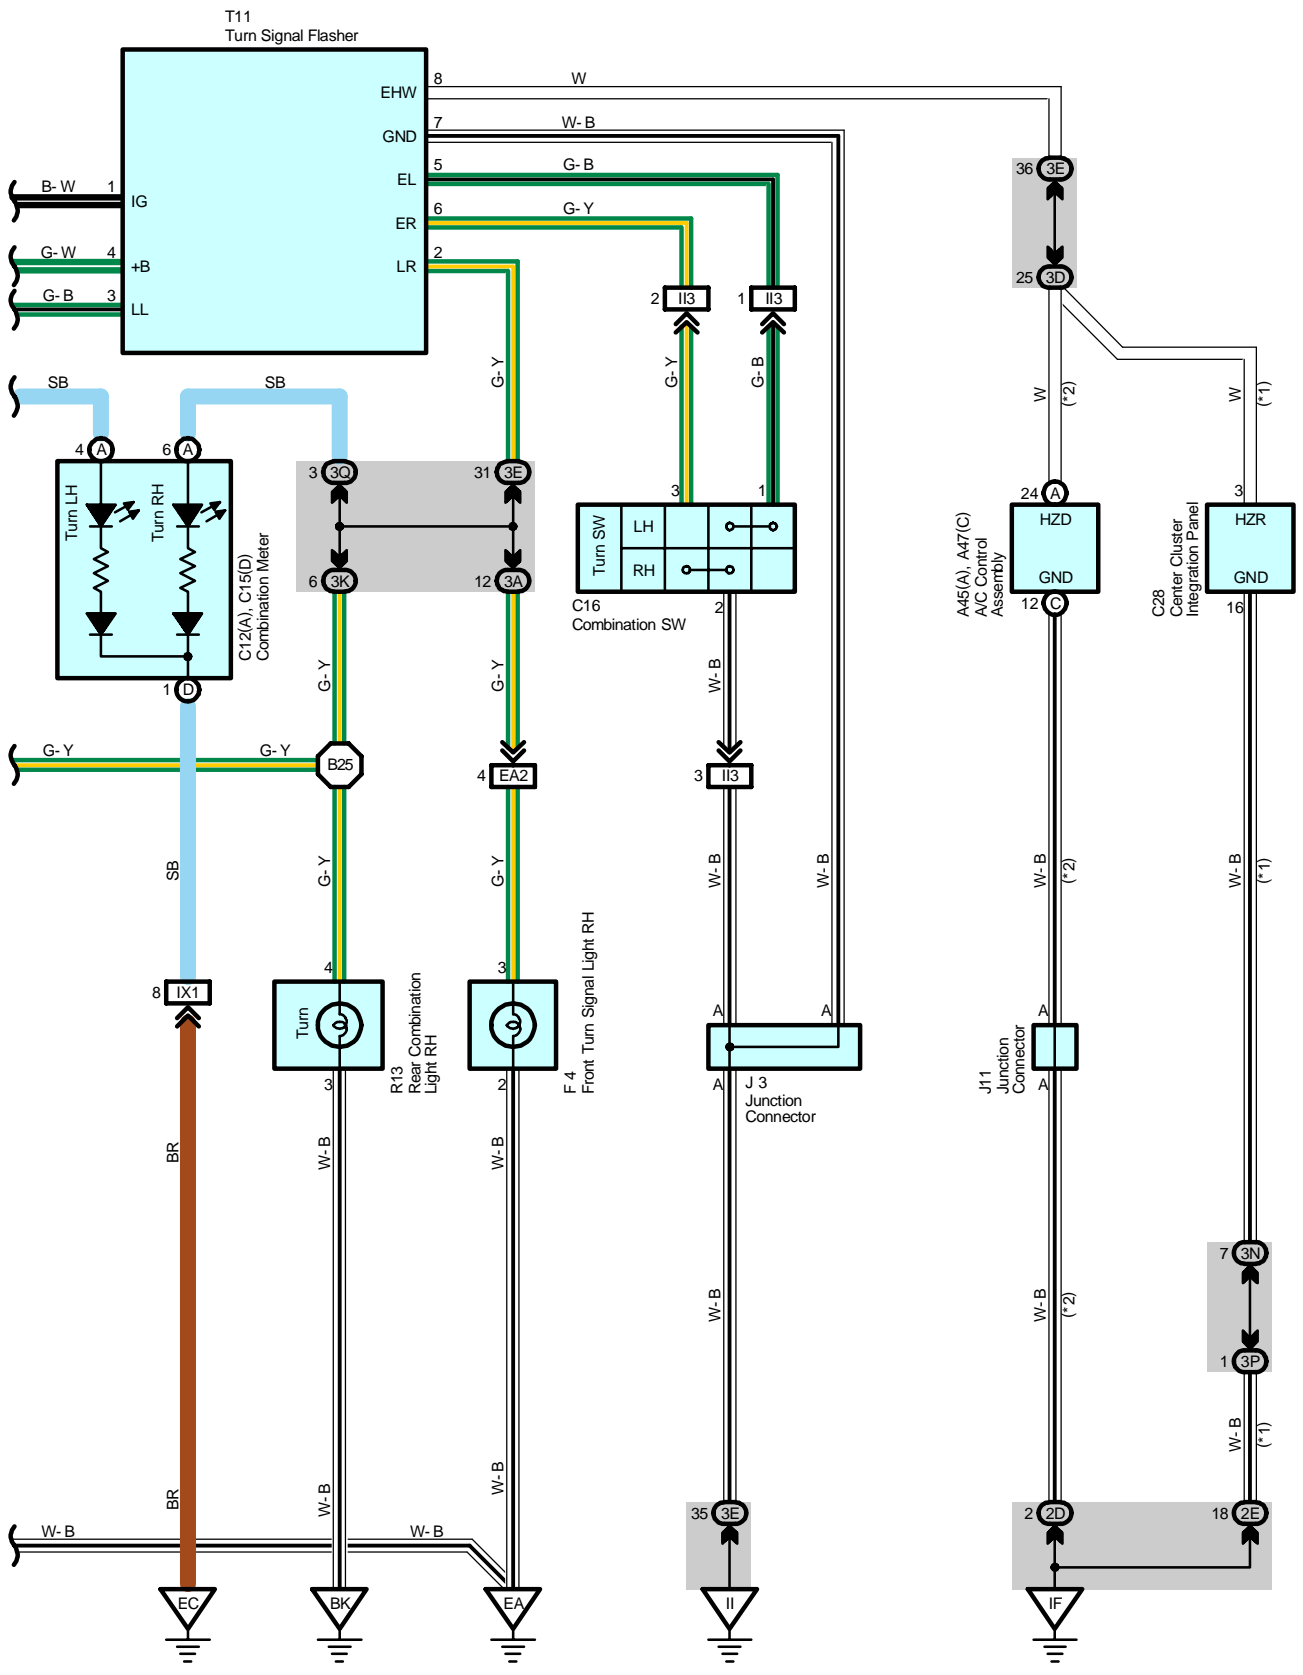 T11
Turn Signal Flasher
8
W
EHW
7
W-B
GND
5
G-B
EL
6
G-Y
ER
2
LR
B-W
1
IG
G-W
4
+B
G-B
3
LL
36
3E
25
3D
2
II3
1
II3
G-Y
G-Y
G-B
W
(*2)
W
(*1)
SB
SB
4
A
6
A
3
3Q
31
3E
Turn LH
Turn RH
C12(A), C15(D)
Combination Meter
6
3K
12
3A
3
1
Turn SW
LH
RH
C16
Combination SW
2
24
A
HZD
GND
12
C
A45(A), A47(C)
A/C Control
Assembly
3
HZR
GND
16
C28
Center Cluster
Integration Panel
1
D
G-Y
G-Y
W-B
G-Y
G-Y
B25
4
EA2
3
II3
SB
G-Y
G-Y
W-B
W-B
W-B
(*2)
W-B
(*1)
8
IX1
4
Turn
3
R13
Rear Combination
Light RH
3
2
F 4
Front Turn Signal Light RH
A
A
A
J 3
Junction
Connector
A
A
J11
Junction
Connector
BR
W-B
W-B
W-B
W-B
(*2)
7
3N
1
3P
W-B
(*1)
BR
W-B
W-B
W-B
W-B
35
3E
2
2D
18
2E
EC
BK
EA
II
IF